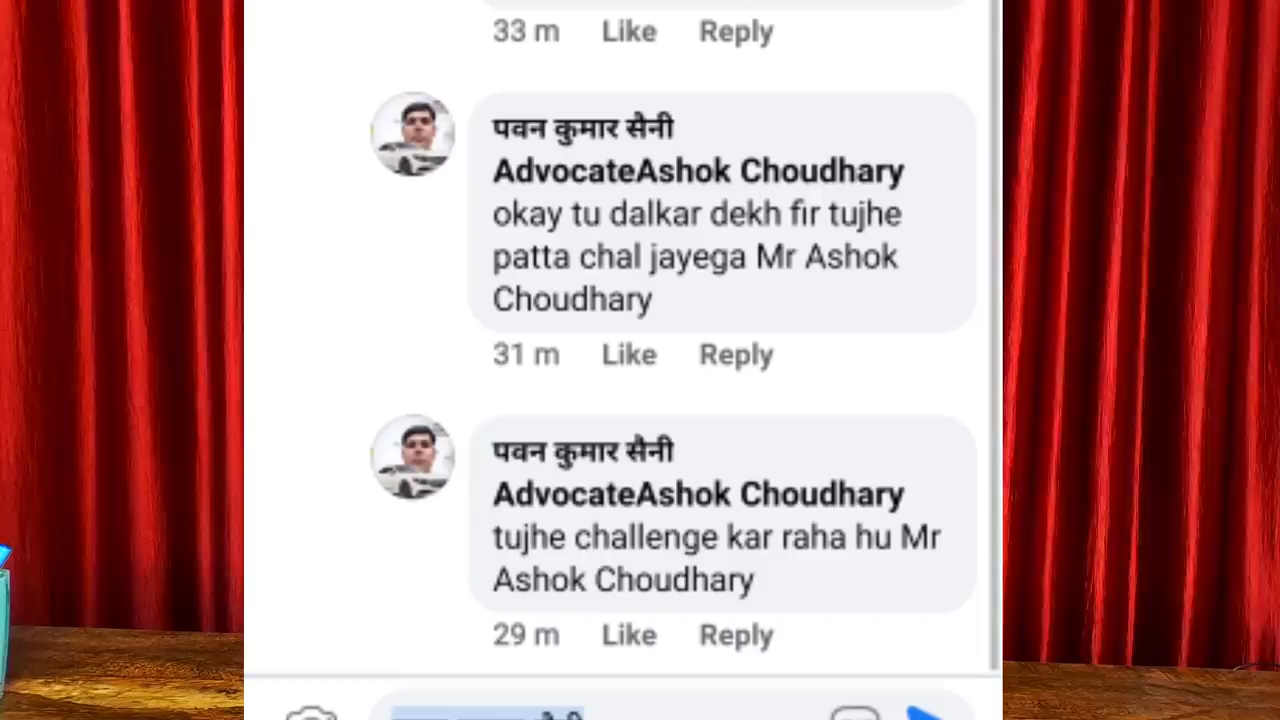 33 m Like Reply
पवन कुमार सैनी
AdvocateAshok Choudhary
okay tu dalkar dekh fir tujhe
patta chal jayega Mr Ashok
Choudhary
31 m Like Reply
पवन कुमार सैनी
AdvocateAshok Choudhary
tujhe challenge kar raha hu Mr
Ashok Choudhary
29 m Like Reply